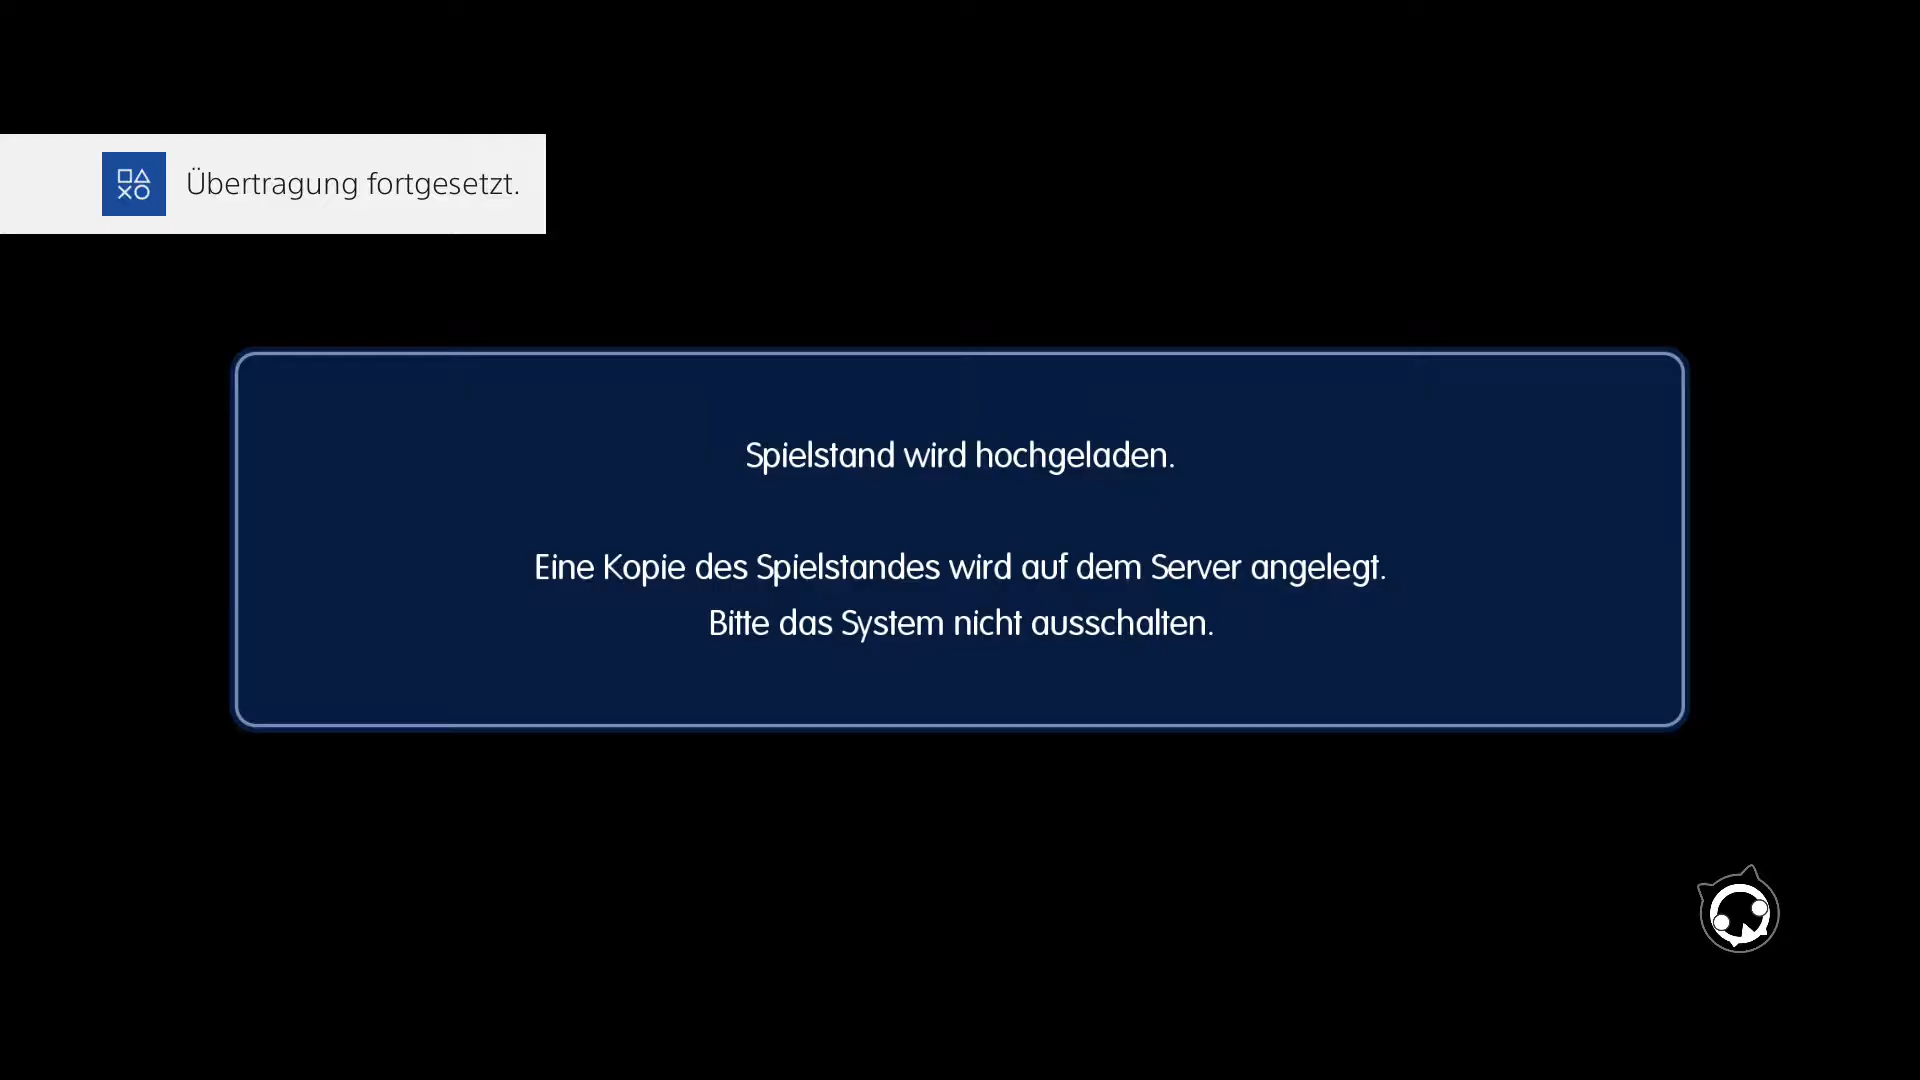 Übertragung fortgesetzt.
Spielstand wird hochgeladen.
Eine Kopie des Spielstandes wird auf dem Server angelegt.
Bitte das System nicht ausschalten.